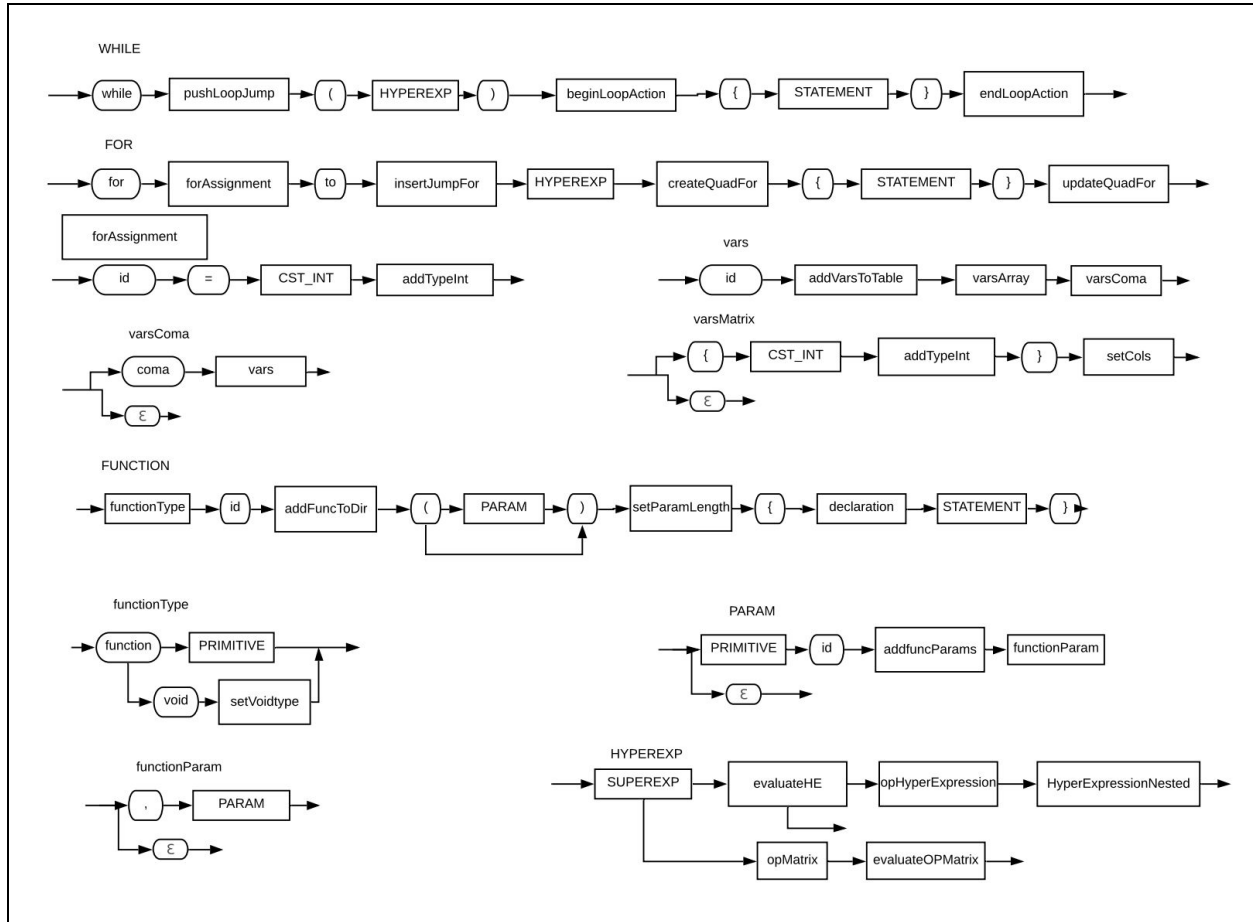 WHILE
while pushLoopJump ( HYPEREXP ) beginLoopAction { STATEMENT } endLoopAction
FOR
for forAssignment to insertJumpFor HYPEREXP createQuadFor { STATEMENT } updateQuadFor
forAssignment
id = CST_INT addTypeInt
vars
id addVarsToTable varsArray varsComa
varsComa
coma vars
ε
varsMatrix
{ CST_INT addTypeInt } setCols
ε
FUNCTION
functionType id addFuncToDir ( PARAM ) setParamLength { declaration STATEMENT }
functionType
function PRIMITIVE
void setVoidtype
PARAM
PRIMITIVE id addfuncParams functionParam
ε
functionParam
, PARAM
ε
HYPEREXP
SUPEREXP evaluateHE opHyperExpression HyperExpressionNested
opMatrix evaluateOPMatrix